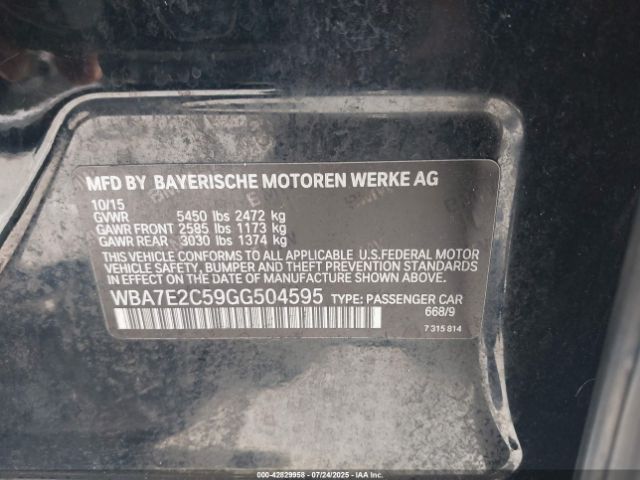 MFD BY BAYERISCHE MOTOREN WERKE AG
10/15
GVWR 5450 lbs 2472 kg
GAWR FRONT 2585 lbs 1173 kg
GAWR REAR 3030 lbs 1374 kg
THIS VEHICLE CONFORMS TO ALL APPLICABLE U.S.FEDERAL MOTOR
VEHICLE SAFETY, BUMPER AND THEFT PREVENTION STANDARDS
IN EFFECT ON THE DATE OF MANUFACTURE SHOWN ABOVE.
WBA7E2C59GG504595 TYPE: PASSENGER CAR
668/9
7 315 814
000-42829958 - 07/24/2025 - IAAI.COM